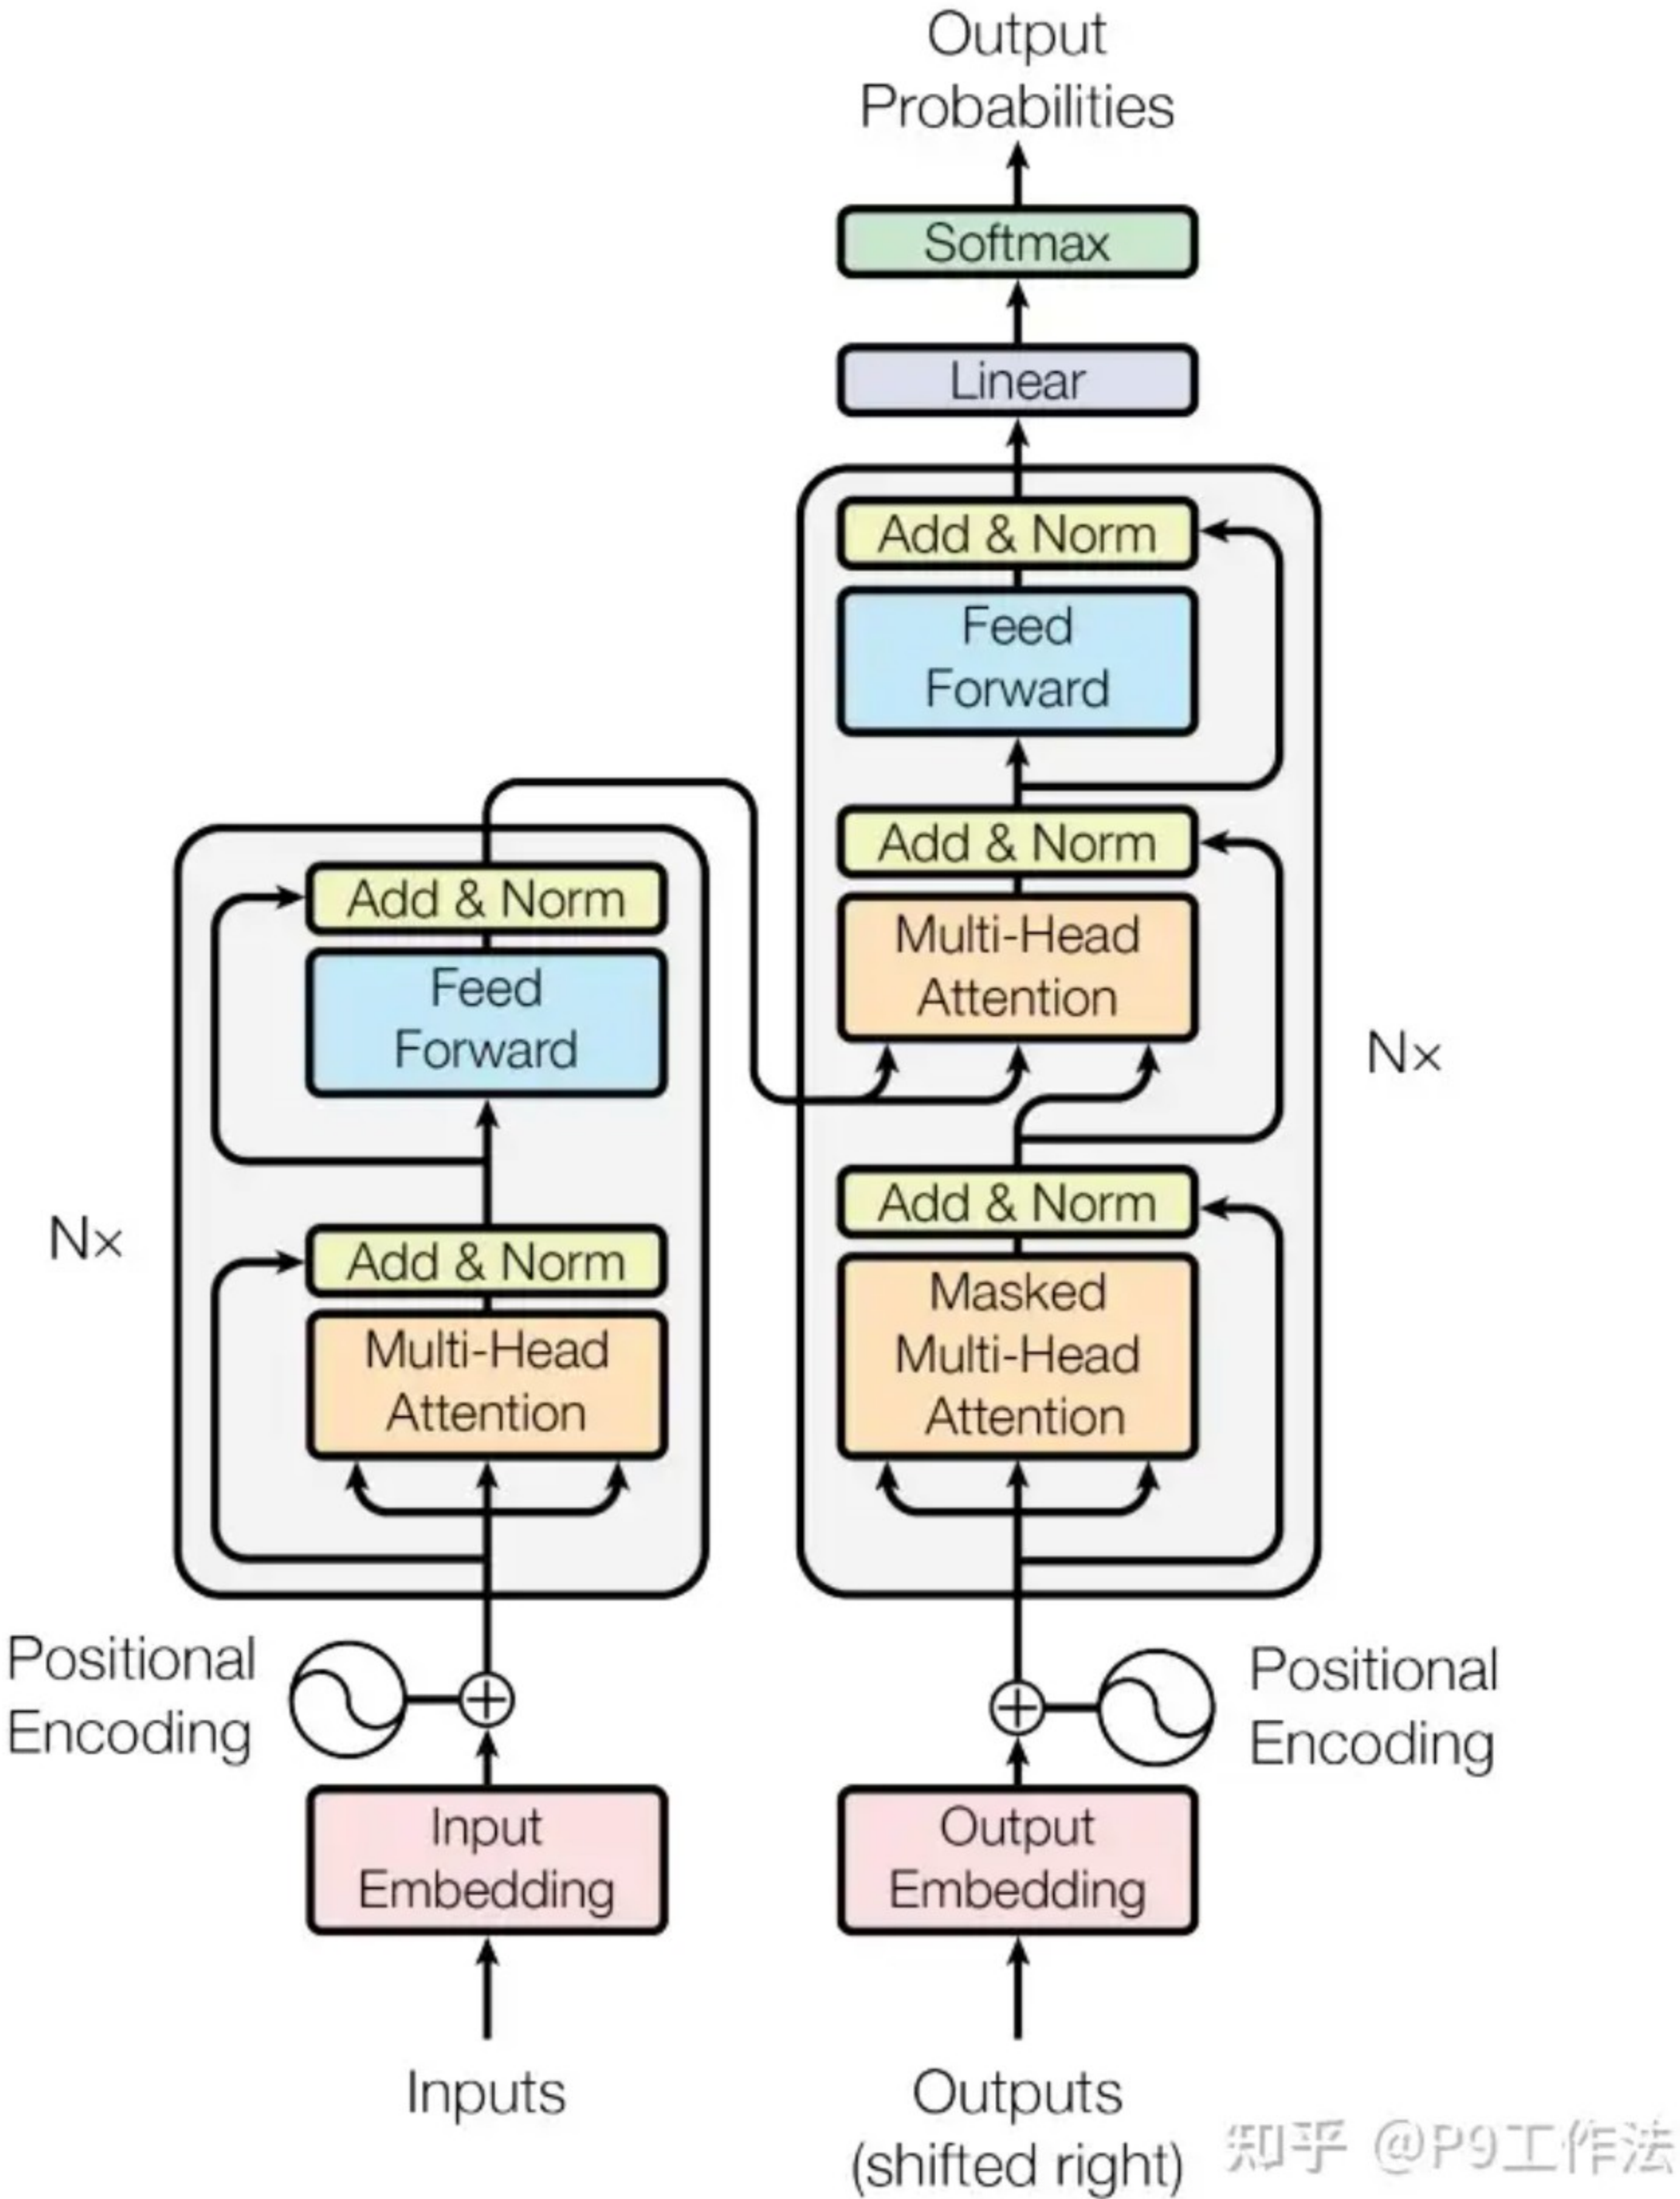 Output
Probabilities
Softmax
Linear
Add & Norm
Feed
Forward
Add & Norm
Multi-Head
Attention
Add & Norm
Masked
Multi-Head
Attention
Nx
Add & Norm
Feed
Forward
Add & Norm
Multi-Head
Attention
Nx
Positional
Encoding
Positional
Encoding
Input
Embedding
Output
Embedding
Inputs
Outputs
(shifted right)
知乎 @P9工作法